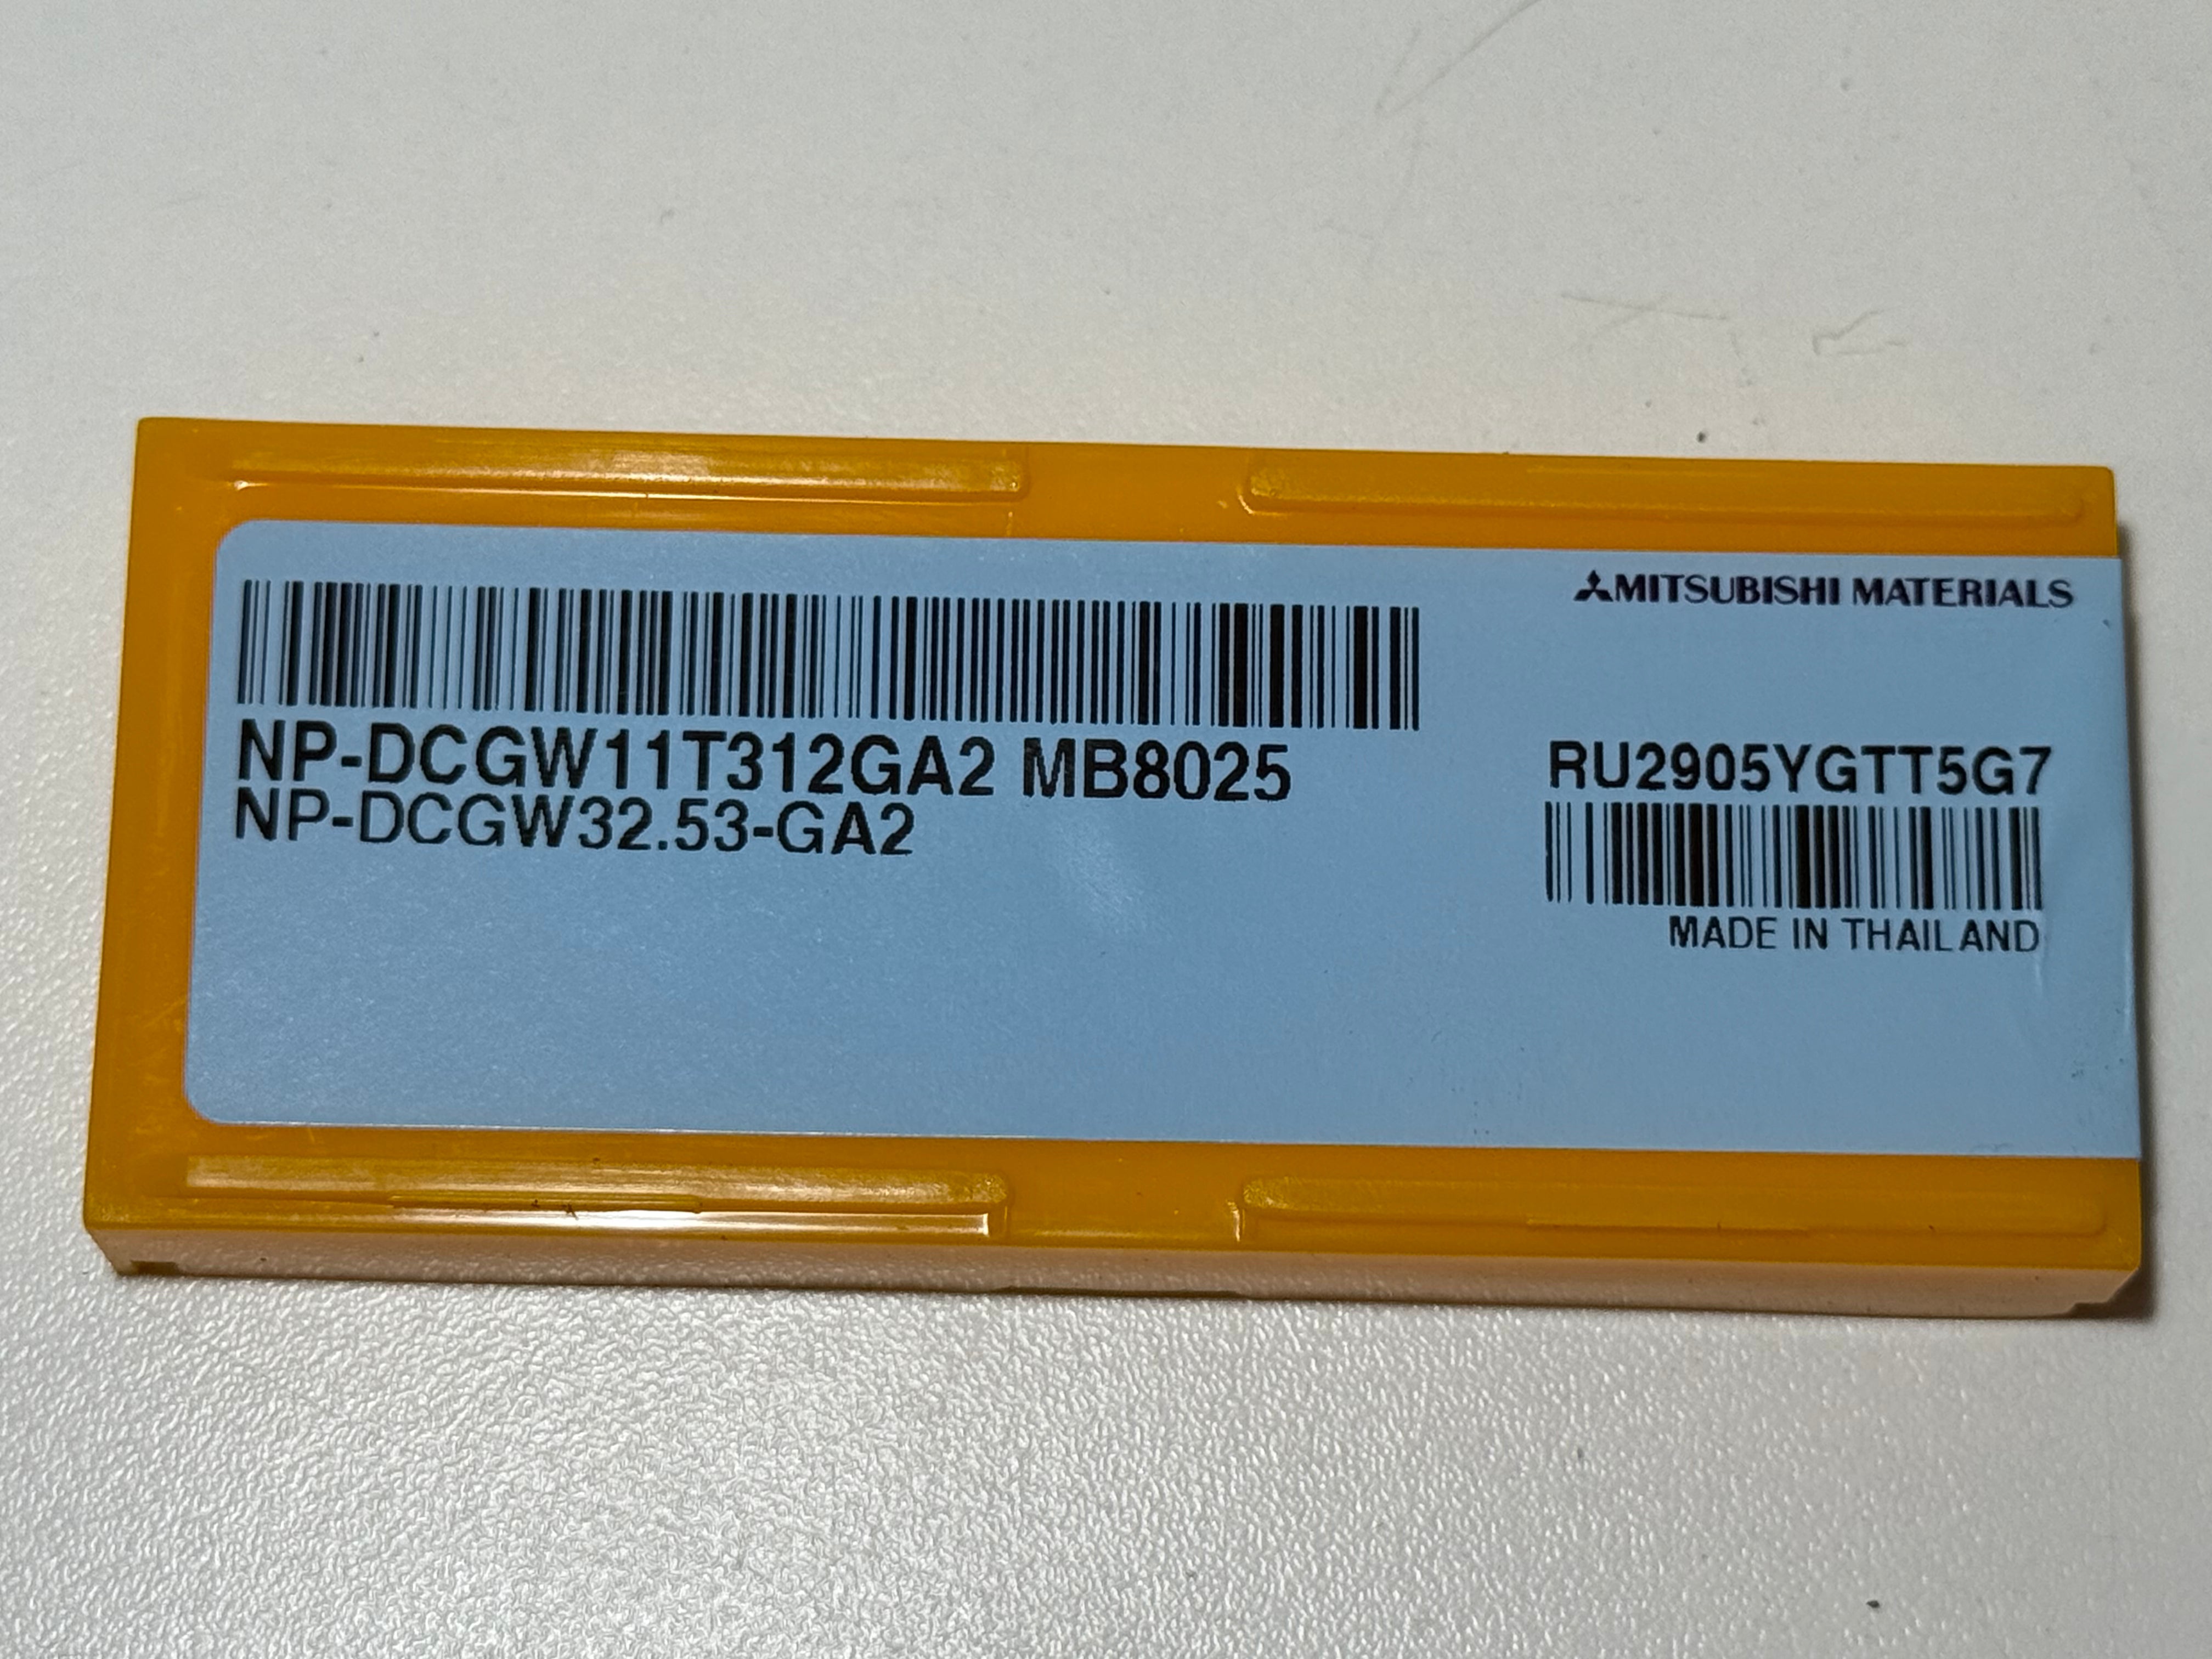 MITSUBISHI MATERIALS
NP-DCGW11T312GA2 MB8025
NP-DCGW32.53-GA2
RU2905YGTT5G7
MADE IN THAILAND